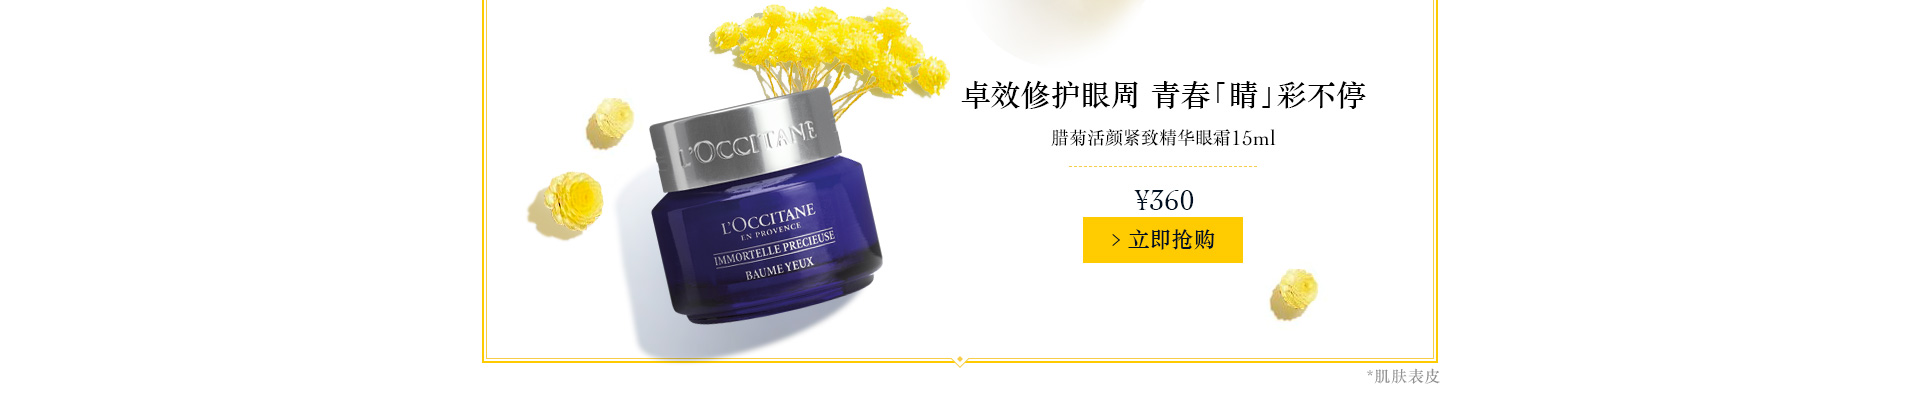 卓效修护眼周 青春「睛」彩不停
腊菊活颜紧致精华眼霜15ml
¥360
> 立即抢购
L'OCCITANE
L'OCCITANE
EN PROVENCE
IMMORTELLE PRECIEUSE
BAUME YEUX
*肌肤表皮